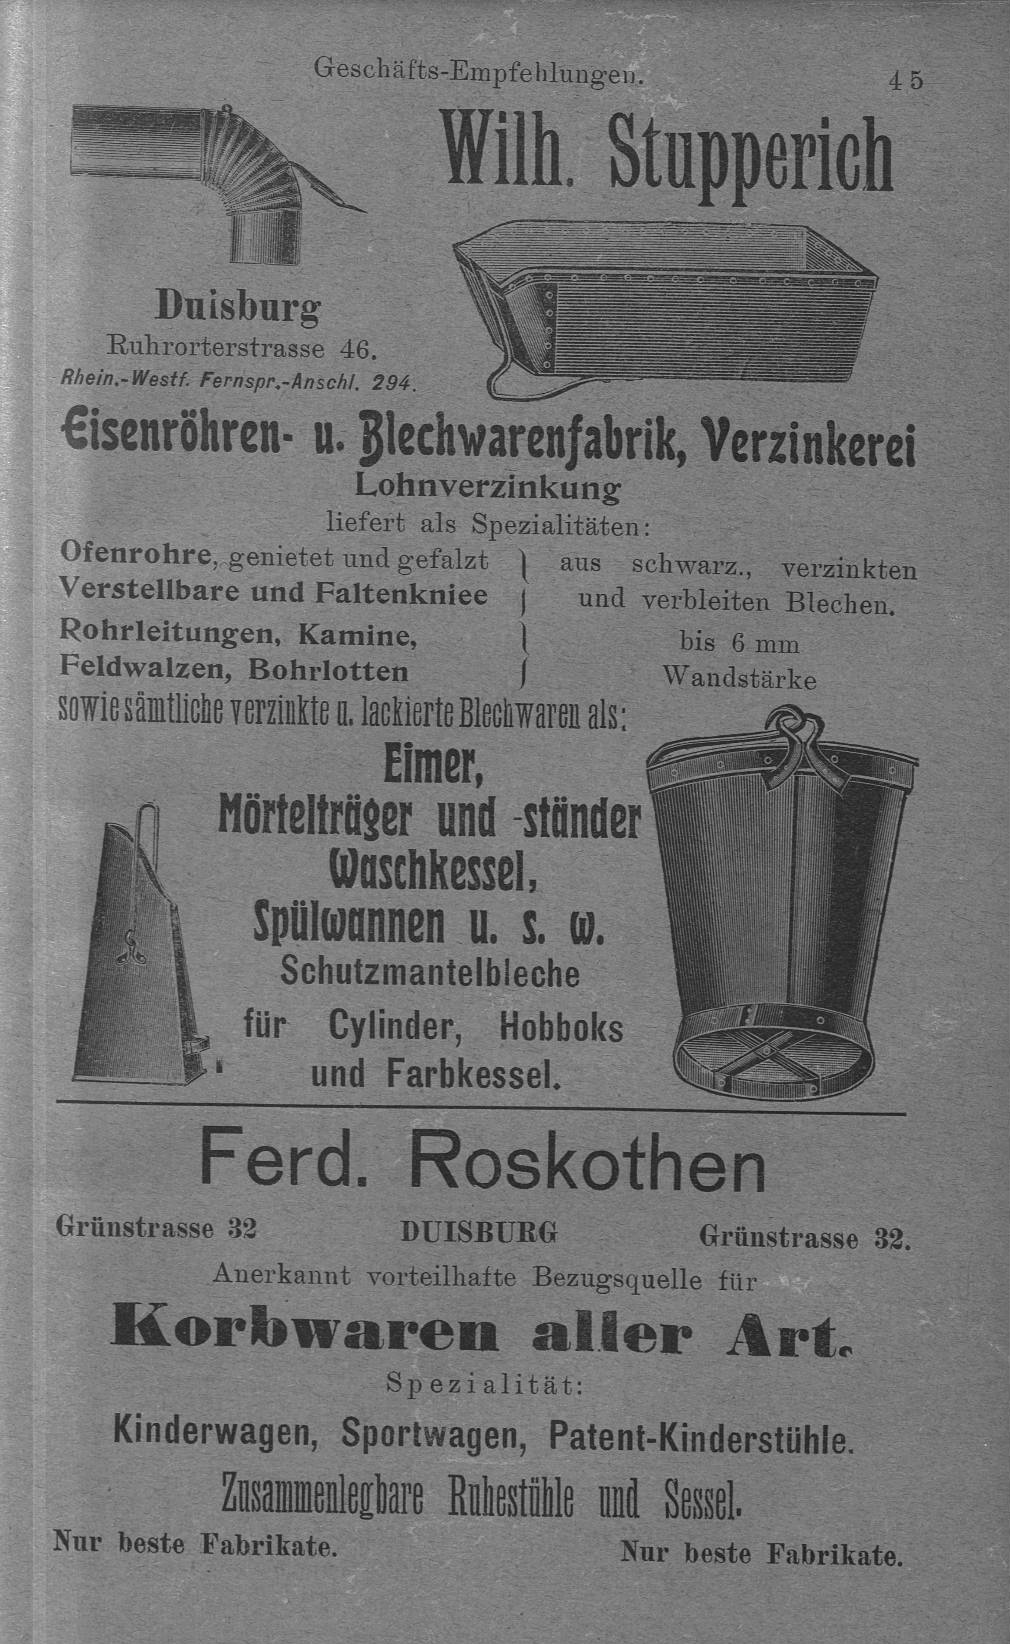 Geschäfts-Empfehlungen. 45
Wilh. Stupperich
Duisburg
Ruhrorterstrasse 46.
Rhein.-Westf. Fernspr.-Anschl. 294.
Eisenröhren- u. Blechwarenfabrik, Verzinkerei
Lohnverzinkung
liefert als Spezialitäten:
Ofenrohre, genietet und gefalzt } aus schwarz., verzinkten
Verstellbare und Faltenkniee } und verbleiten Blechen.
Rohrleitungen, Kamine, } bis 6 mm
Feldwalzen, Bohrlotten } Wandstärke
sowie sämtliche verzinkte u. lackierte Blechwaren als:
Eimer,
Mörtelträger und -ständer
Waschkessel,
Spülwannen u. s. w.
Schutzmantelbleche
für Cylinder, Hobboks
und Farbkessel.
Ferd. Roskothen
Grünstrasse 32 DUISBURG Grünstrasse 32.
Anerkannt vorteilhafte Bezugsquelle für
Korbwaren aller Art.
Spezialität:
Kinderwagen, Sportwagen, Patent-Kinderstühle.
Zusammenlegbare Ruhestühle und Sessel.
Nur beste Fabrikate. Nur beste Fabrikate.